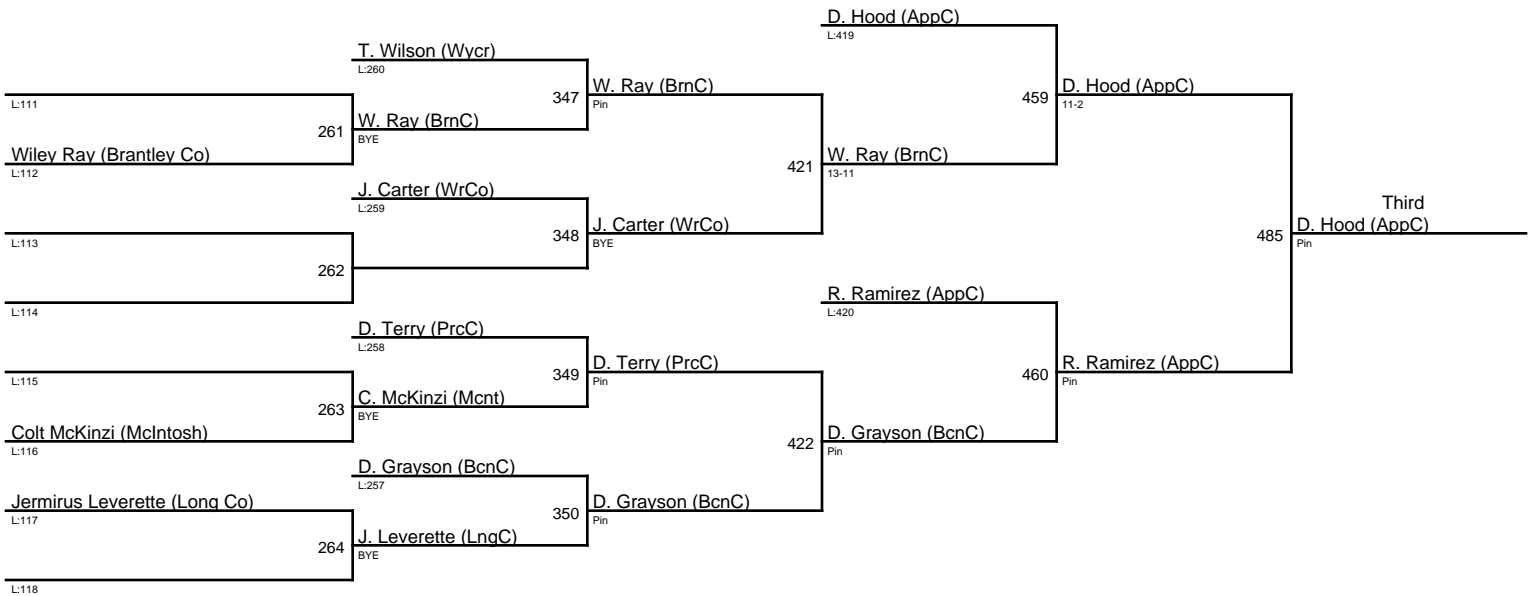 D. Hood (AppC)
L:419
T. Wilson (Wycr)
L:260
347
W. Ray (BrnC)
Pin
459
D. Hood (AppC)
11-2
L:111
261
W. Ray (BrnC)
BYE
Wiley Ray (Brantley Co)
L:112
421
W. Ray (BrnC)
13-11
J. Carter (WrCo)
L:259
Third
L:113
348
J. Carter (WrCo)
BYE
485
D. Hood (AppC)
Pin
262
L:114
R. Ramirez (AppC)
L:420
D. Terry (PrcC)
L:258
L:115
349
D. Terry (PrcC)
Pin
460
R. Ramirez (AppC)
Pin
263
C. McKinzi (Mcnt)
BYE
Colt McKinzi (McIntosh)
L:116
422
D. Grayson (BcnC)
Pin
D. Grayson (BcnC)
L:257
Jermirus Leverette (Long Co)
L:117
350
D. Grayson (BcnC)
Pin
264
J. Leverette (LngC)
BYE
L:118